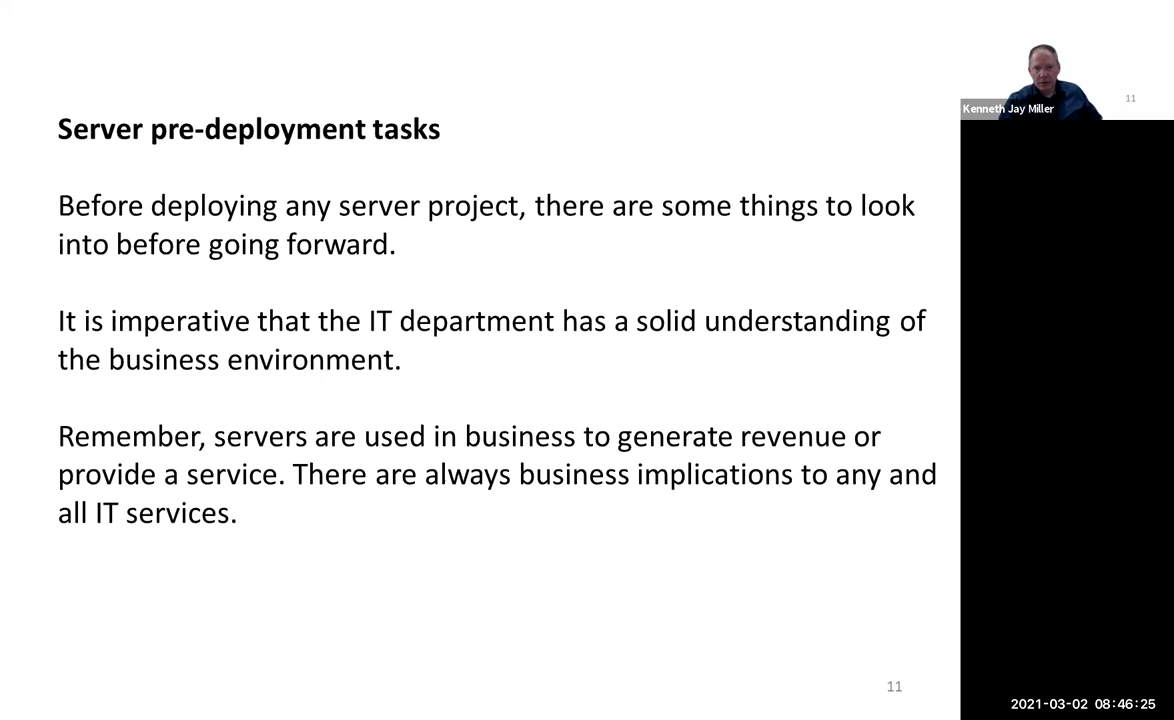 Server pre-deployment tasks
Before deploying any server project, there are some things to look
into before going forward.
It is imperative that the IT department has a solid understanding of
the business environment.
Remember, servers are used in business to generate revenue or
provide a service. There are always business implications to any and
all IT services.
11
Kenneth Jay Miller
11
2021-03-02 08:46:25